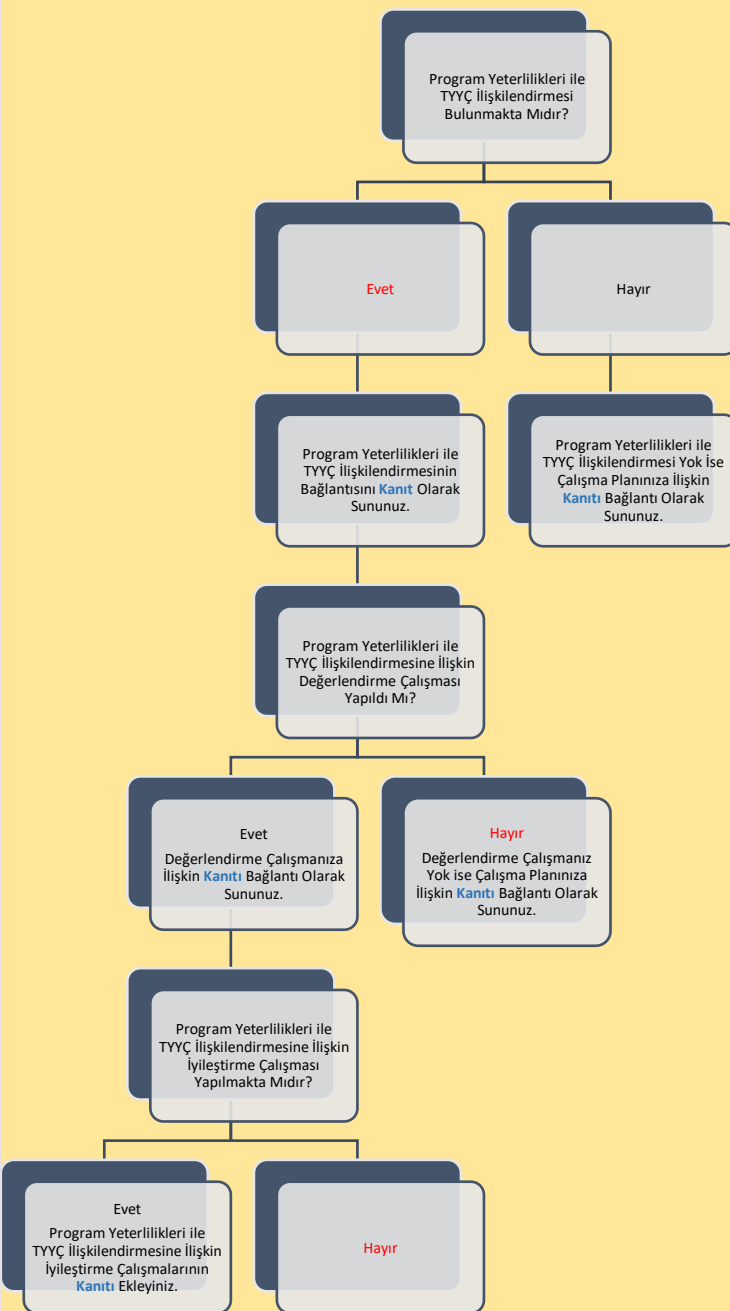 Program Yeterlilikleri ile
TYYÇ İlişkilendirmesi
Bulunmakta Mıdır?
Evet
Hayır
Program Yeterlilikleri ile
TYYÇ İlişkilendirmesinin
Bağlantısını Kanıt Olarak
Sununuz.
Program Yeterlilikleri ile
TYYÇ İlişkilendirmesi Yok İse
Çalışma Planınıza İlişkin
Kanıtı Bağlantı Olarak
Sununuz.
Program Yeterlilikleri ile
TYYÇ İlişkilendirmesine İlişkin
Değerlendirme Çalışması
Yapıldı Mı?
Evet
Değerlendirme Çalışmanıza
İlişkin Kanıtı Bağlantı Olarak
Sununuz.
Hayır
Değerlendirme Çalışmanız
Yok ise Çalışma Planınıza
İlişkin Kanıtı Bağlantı Olarak
Sununuz.
Program Yeterlilikleri ile
TYYÇ İlişkilendirmesine İlişkin
İyileştirme Çalışması
Yapılmakta Mıdır?
Evet
Program Yeterlilikleri ile
TYYÇ İlişkilendirmesine İlişkin
İyileştirme Çalışmalarının
Kanıtı Ekleyiniz.
Hayır